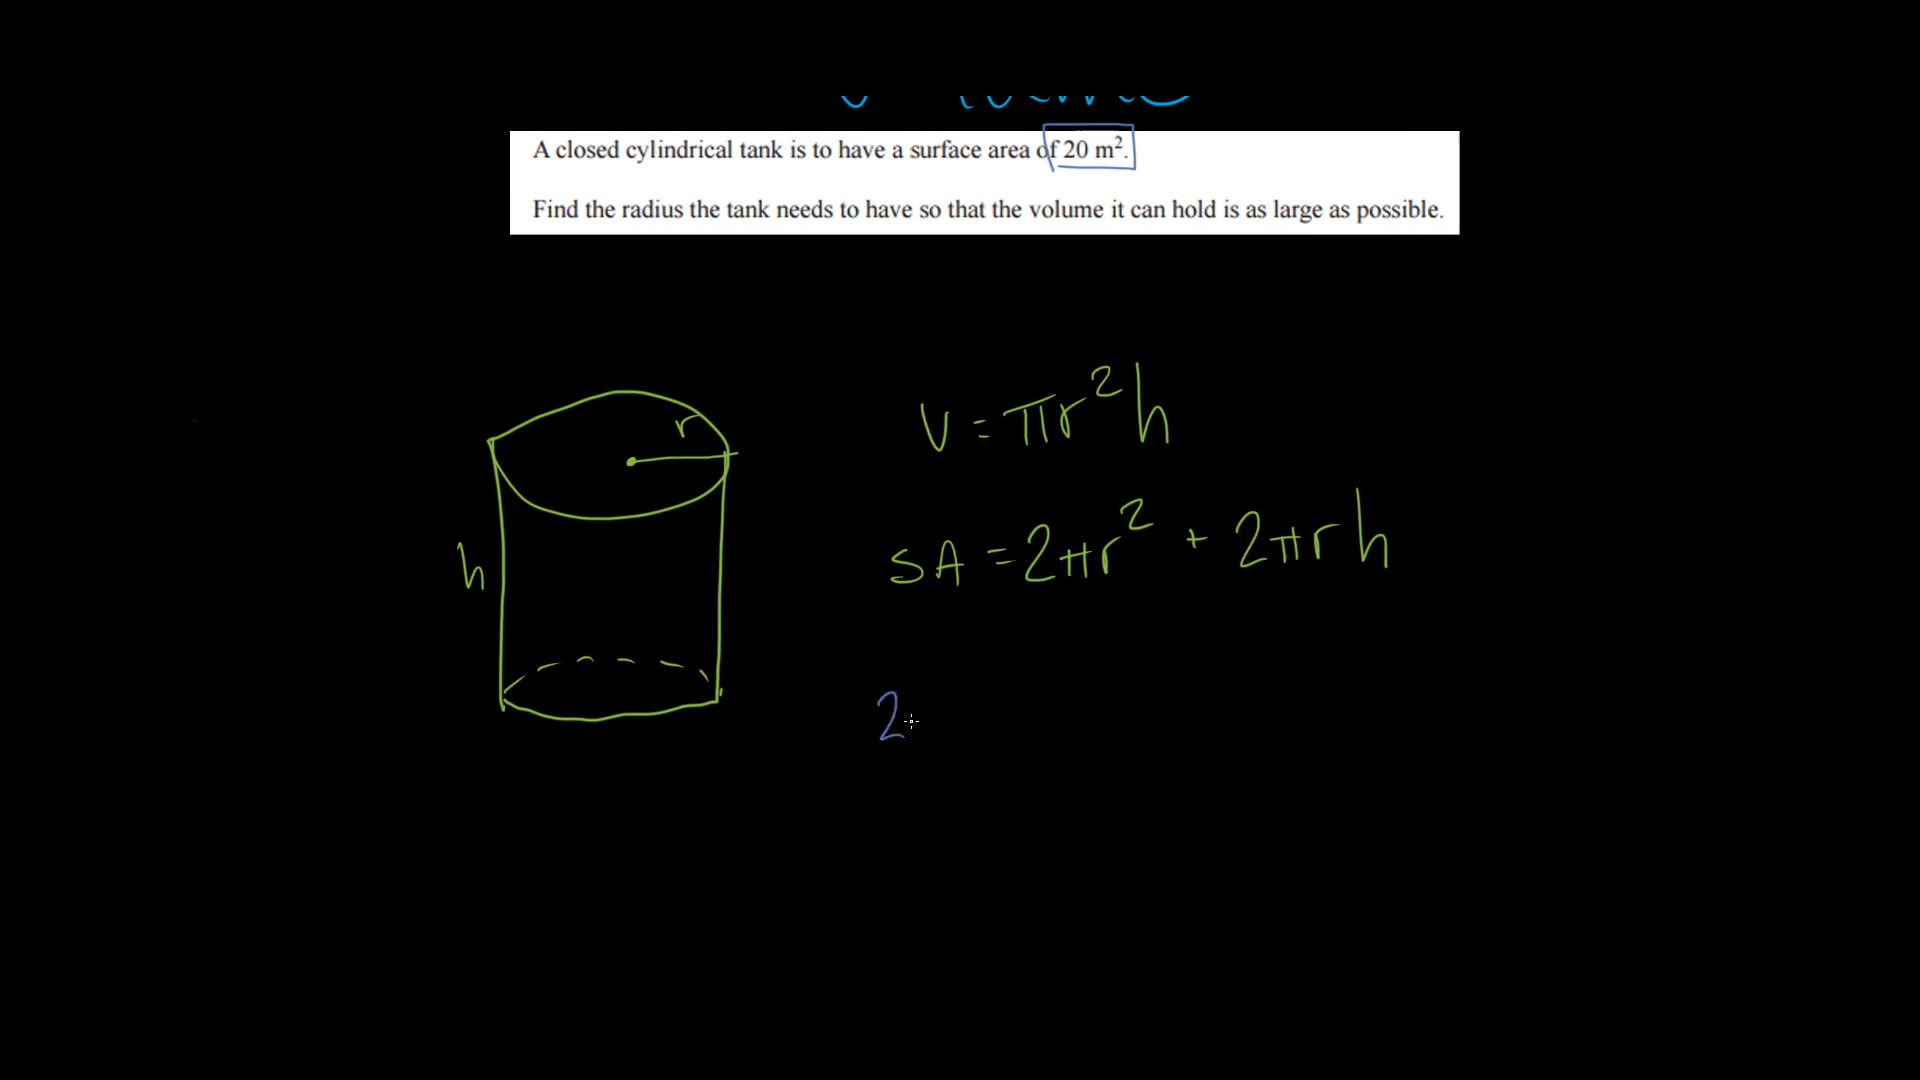 A closed cylindrical tank is to have a surface area of 20 m².
Find the radius the tank needs to have so that the volume it can hold is as large as possible.
r
V = πr²h
h
SA = 2πr² + 2πrh
2